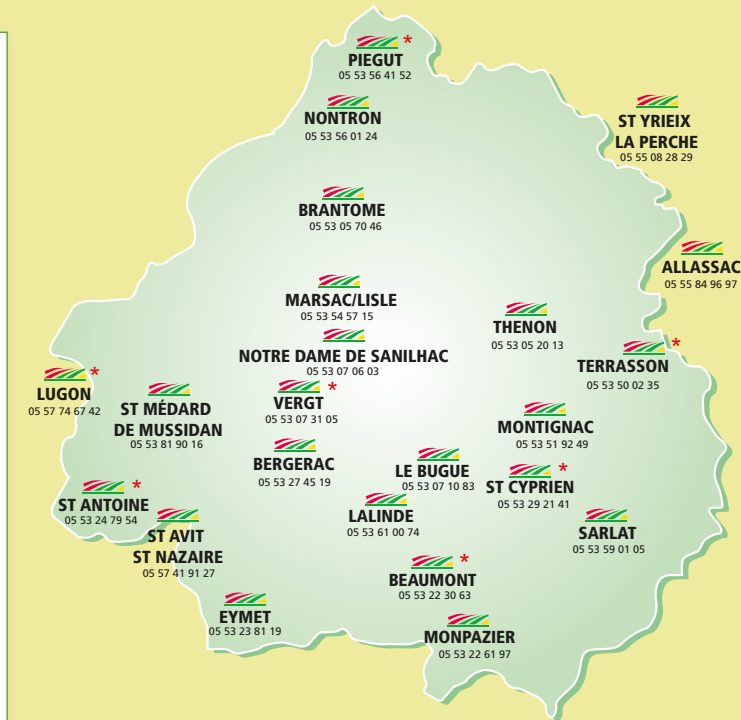 *
PIEGUT
05 53 56 41 52
NONTRON
05 53 56 01 24
ST YRIEIX
LA PERCHE
05 55 08 28 29
BRANTOME
05 53 05 70 46
ALLASSAC
05 55 84 96 97
MARSAC/LISLE
05 53 54 57 15
THENON
05 53 05 20 13
NOTRE DAME DE SANILHAC
05 53 07 06 03
*
TERRASSON
05 53 50 02 35
*
LUGON
05 57 74 67 42
ST MÉDARD
DE MUSSIDAN
05 53 81 90 16
*
VERGT
05 53 07 31 05
MONTIGNAC
05 53 51 92 49
BERGERAC
05 53 27 45 19
LE BUGUE
05 53 07 10 83
*
ST CYPRIEN
05 53 29 21 41
*
ST ANTOINE
05 53 24 79 54
ST AVIT
ST NAZAIRE
05 57 41 91 27
LALINDE
05 53 61 00 74
SARLAT
05 53 59 01 05
*
BEAUMONT
05 53 22 30 63
EYMET
05 53 23 81 19
MONPAZIER
05 53 22 61 97